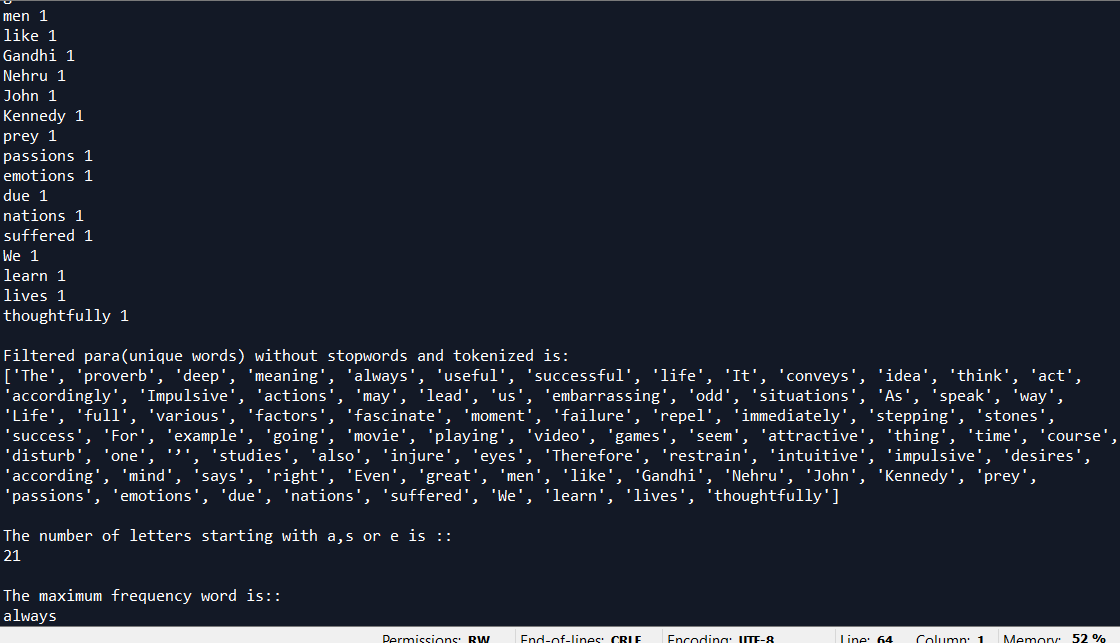 men 1
like 1
Gandhi 1
Nehru 1
John 1
Kennedy 1
prey 1
passions 1
emotions 1
due 1
nations 1
suffered 1
We 1
learn 1
lives 1
thoughtfully 1
Filtered para(unique words) without stopwords and tokenized is:
['The', 'proverb', 'deep', 'meaning', 'always', 'useful', 'successful', 'life', 'It', 'conveys', 'idea', 'think', 'act',
'accordingly', 'Impulsive', 'actions', 'may', 'lead', 'us', 'embarrassing', 'odd', 'situations', 'As', 'speak', 'way',
'Life', 'full', 'various', 'factors', 'fascinate', 'moment', 'failure', 'repel', 'immediately', 'stepping', 'stones',
'success', 'For', 'example', 'going', 'movie', 'playing', 'video', 'games', 'seem', 'attractive', 'thing', 'time', 'course',
'disturb', 'one', '’', 'studies', 'also', 'injure', 'eyes', 'Therefore', 'restrain', 'intuitive', 'impulsive', 'desires',
'according', 'mind', 'says', 'right', 'Even', 'great', 'men', 'like', 'Gandhi', 'Nehru', 'John', 'Kennedy', 'prey',
'passions', 'emotions', 'due', 'nations', 'suffered', 'We', 'learn', 'lives', 'thoughtfully']
The number of letters starting with a,s or e is ::
21
The maximum frequency word is::
always
Permissions: RW End-of-lines: CRLF Encoding: UTF-8 Line: 64 Column: 1 Memory: 52 %